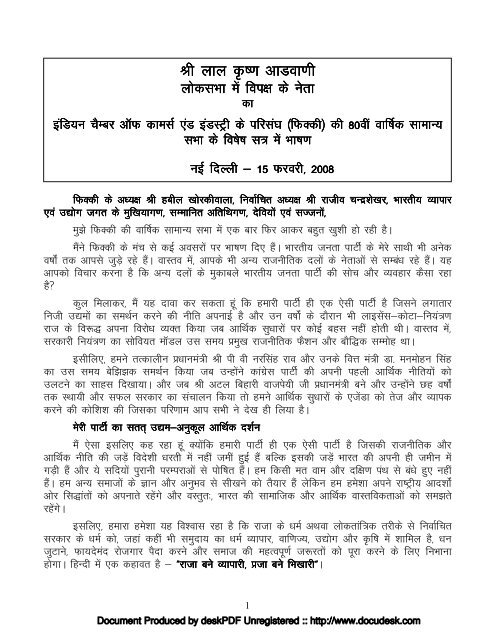 श्री लाल कृष्ण आडवाणी
लोकसभा में विपक्ष के नेता
का
इंडियन चैम्बर ऑफ कामर्स एंड इंडस्ट्री के परिसंघ (फिक्की) की 80वीं वार्षिक सामान्य
सभा के विषेष सत्र में भाषण
नई दिल्ली – 15 फरवरी, 2008
फिक्की के अध्यक्ष श्री हबील खोरकीवाला, निर्वाचित अध्यक्ष श्री राजीव चन्द्रशेखर, भारतीय व्यापार
एवं उद्योग जगत के मुखियागण, सम्मानित अतिथिगण, देवियों एवं सज्जनों,
मुझे फिक्की की वार्षिक सामान्य सभा में एक बार फिर आकर बहुत खुशी हो रही है।
मैंने फिक्की के मंच से कई अवसरों पर भाषण दिए हैं। भारतीय जनता पार्टी के मेरे साथी भी अनेक
वर्षों तक आपसे जुड़े रहे हैं। वास्तव में, आपके भी अन्य राजनीतिक दलों के नेताओं से सम्बंध रहे हैं। यह
आपको विचार करना है कि अन्य दलों के मुकाबले भारतीय जनता पार्टी की सोच और व्यवहार कैसा रहा
है?
कुल मिलाकर, मैं यह दावा कर सकता हूं कि हमारी पार्टी ही एक ऐसी पार्टी है जिसने लगातार
निजी उद्यमों का समर्थन करने की नीति अपनाई है और उन वर्षों के दौरान भी लाइसेंस–कोटा–नियंत्रण
राज के विरूद्ध अपना विरोध व्यक्त किया जब आर्थिक सुधारों पर कोई बहस नहीं होती थी। वास्तव में,
सरकारी नियंत्रण का सोवियत मॉडल उस समय प्रमुख राजनीतिक फैशन और बौद्धिक सम्मोह था।
इसीलिए, हमने तत्कालीन प्रधानमंत्री श्री पी वी नरसिंह राव और उनके वित्त मंत्री डा. मनमोहन सिंह
का उस समय बेझिझक समर्थन किया जब उन्होंने कांग्रेस पार्टी की अपनी पहली आर्थिक नीतियों को
उलटने का साहस दिखाया। और जब श्री अटल बिहारी वाजपेयी जी प्रधानमंत्री बने और उन्होंने छह वर्षों
तक स्थायी और सफल सरकार का संचालन किया तो हमने आर्थिक सुधारों के एजेंडा को तेज और व्यापक
करने की कोशिश की जिसका परिणाम आप सभी ने देख ही लिया है।
मेरी पार्टी का सतत् उद्यम–अनुकूल आर्थिक दर्शन
मैं ऐसा इसलिए कह रहा हूं क्योंकि हमारी पार्टी ही एक ऐसी पार्टी है जिसकी राजनीतिक और
आर्थिक नीति की जड़ें विदेशी धरती में नहीं जमीं हुई हैं बल्कि इसकी जड़ें भारत की अपनी ही जमीन में
गड़ी हैं और ये सदियों पुरानी परम्पराओं से पोषित हैं। हम किसी मत वाम और दक्षिण पंथ से बंधे हुए नहीं
हैं। हम अन्य समाजों के ज्ञान और अनुभव से सीखने को तैयार हैं लेकिन हम हमेशा अपने राष्ट्रीय आदर्शों
ओर सिद्धांतों को अपनाते रहेंगे और वस्तुतः, भारत की सामाजिक और आर्थिक वास्तविकताओं को समझते
रहेंगे।
इसलिए, हमारा हमेशा यह विश्वास रहा है कि राजा के धर्म अथवा लोकतांत्रिक तरीके से निर्वाचित
सरकार के धर्म को, जहां कहीं भी समुदाय का धर्म व्यापार, वाणिज्य, उद्योग और कृषि में शामिल है, धन
जुटाने, फायदेमंद रोजगार पैदा करने और समाज की महत्वपूर्ण जरूरतों को पूरा करने के लिए निभाना
होगा। हिन्दी में एक कहावत है – "राजा बने व्यापारी, प्रजा बने भिखारी"।
1
Document Produced by deskPDF Unregistered :: http://www.docudesk.com